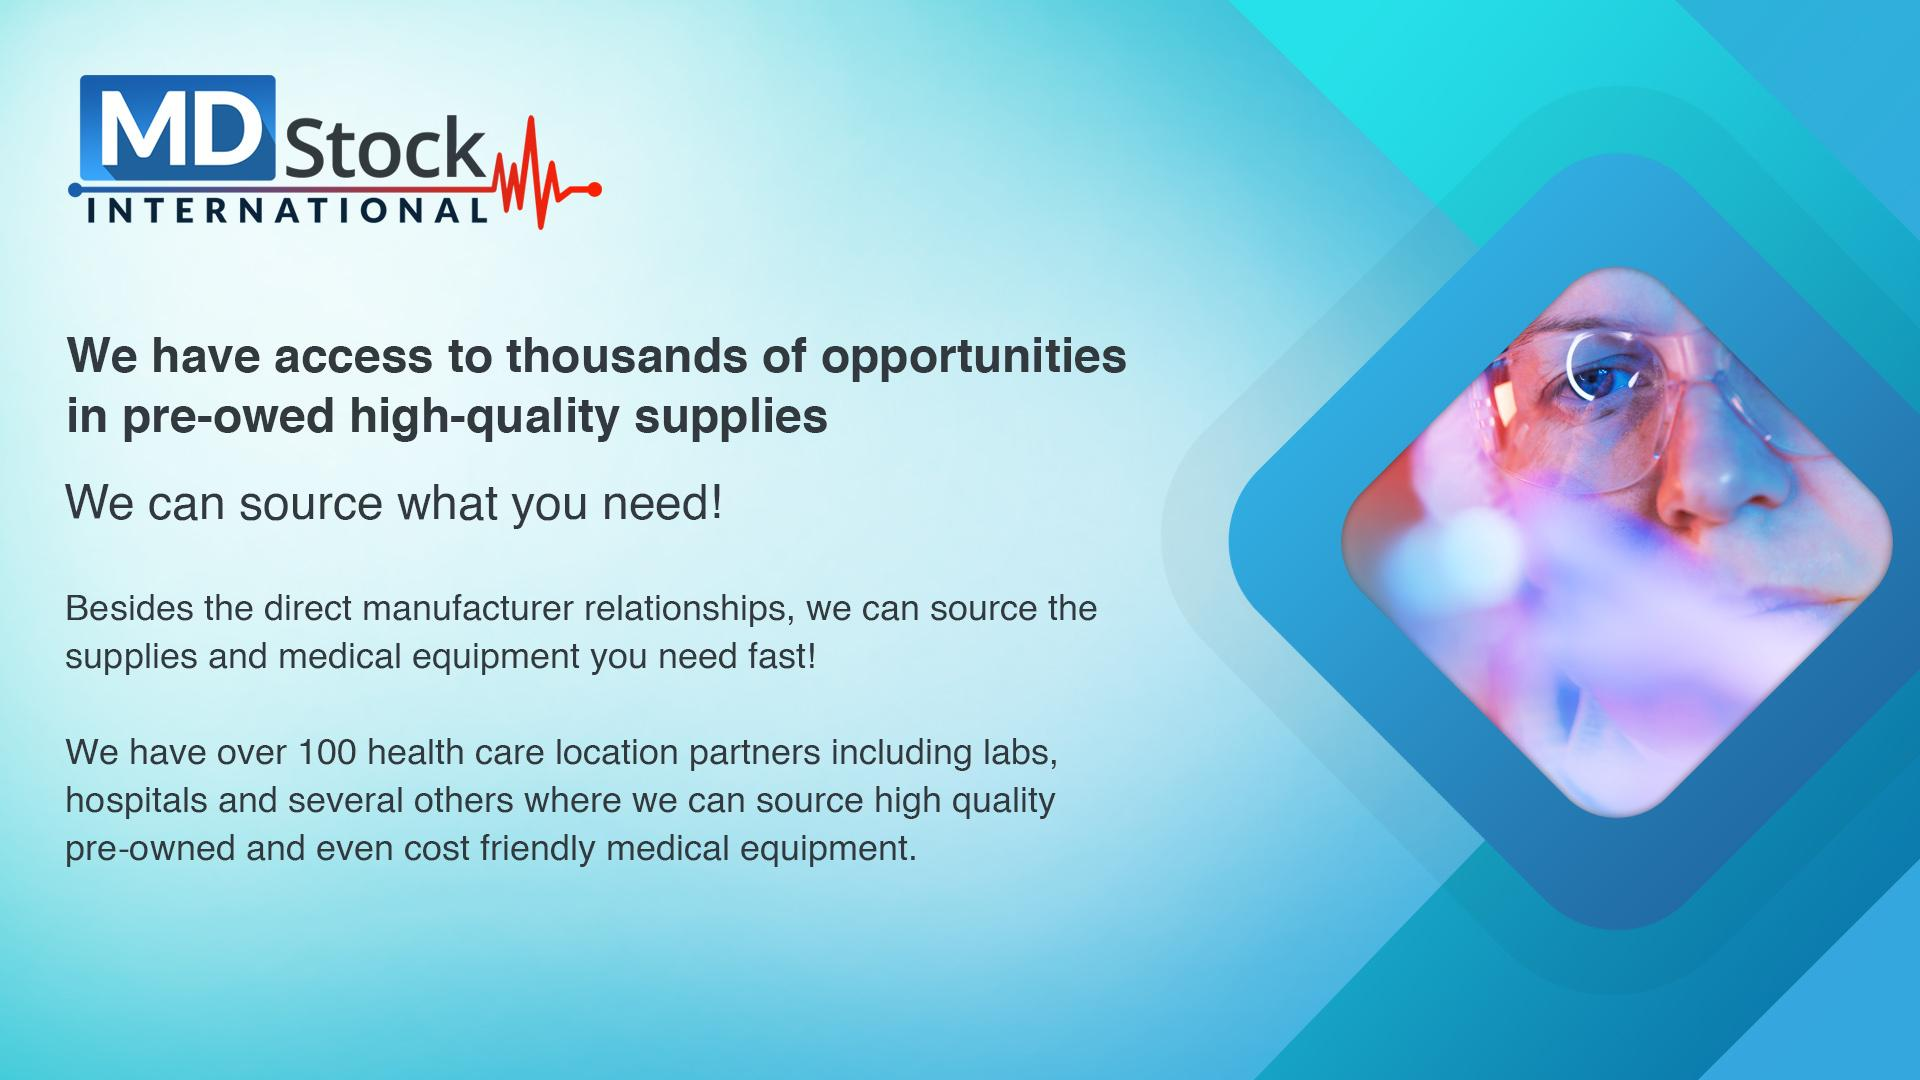 MD Stock
INTERNATIONAL
We have access to thousands of opportunities
in pre-owed high-quality supplies
We can source what you need!
Besides the direct manufacturer relationships, we can source the
supplies and medical equipment you need fast!
We have over 100 health care location partners including labs,
hospitals and several others where we can source high quality
pre-owned and even cost friendly medical equipment.